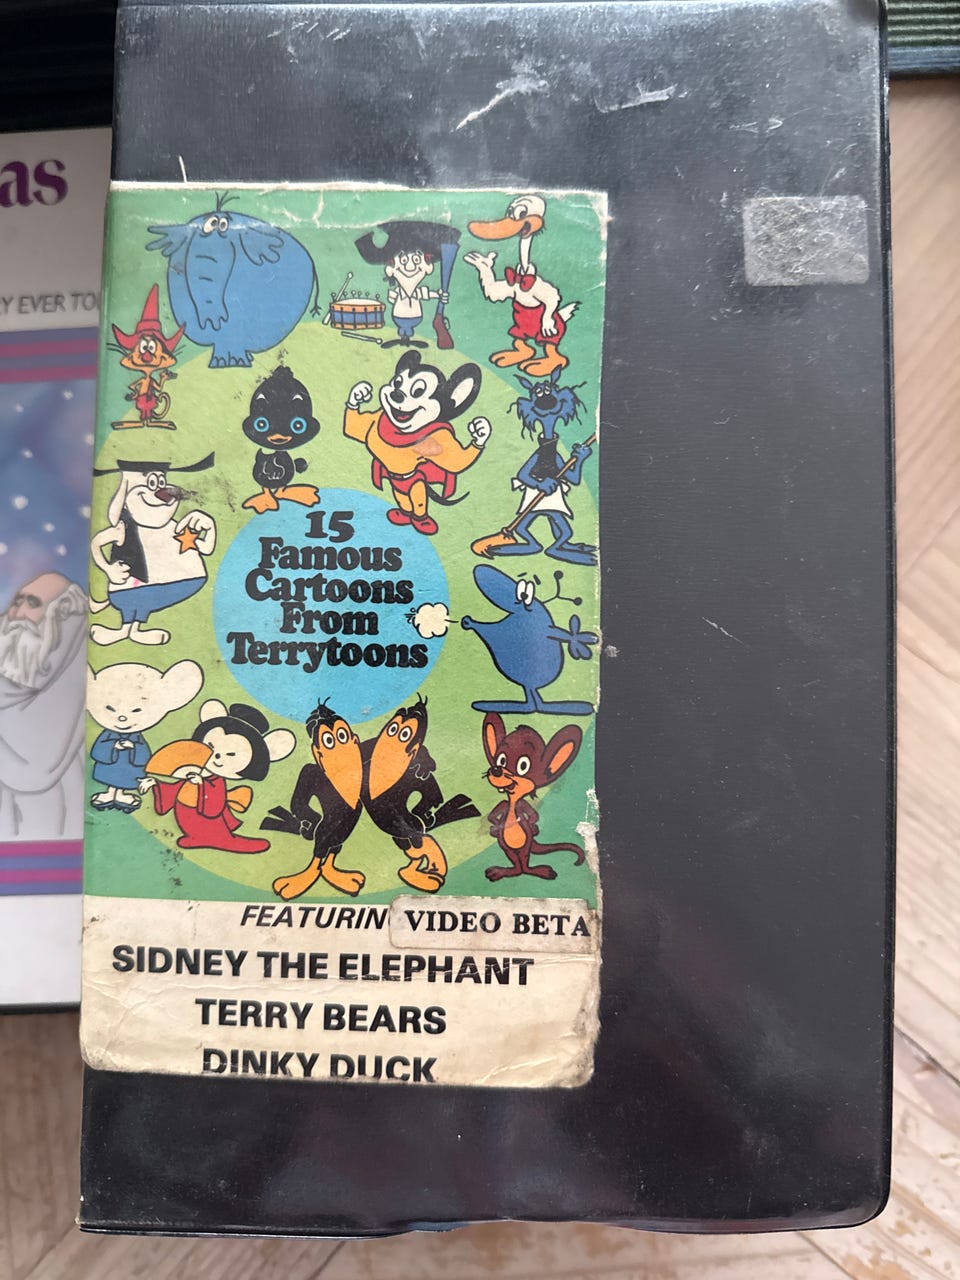 as
Y EVER TO
15
Famous
Cartoons
From
Terrytoons
FEATURIN
VIDEO BETA
SIDNEY THE ELEPHANT
TERRY BEARS
DINKY DUCK